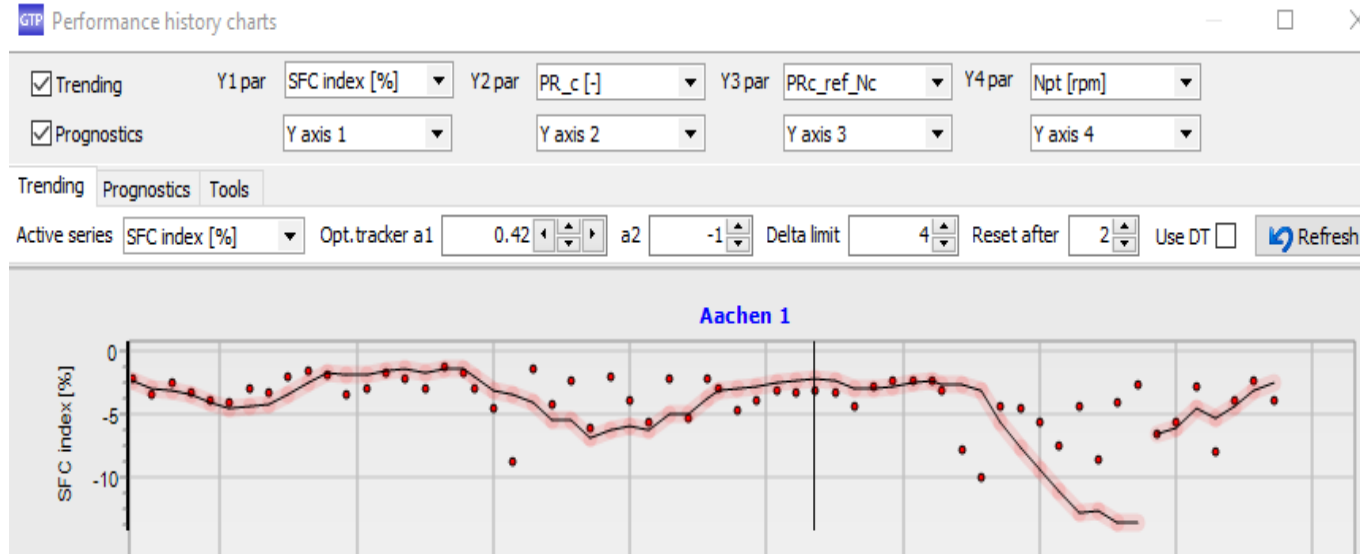 GTP Performance history charts
Trending Y1 par SFC index [%] Y2 par PR_c [-] Y3 par PRc_ref_Nc Y4 par Npt [rpm]
Prognostics Y axis 1 Y axis 2 Y axis 3 Y axis 4
Trending Prognostics Tools
Active series SFC index [%] Opt.tracker a1 0.42 a2 -1 Delta limit 4 Reset after 2 Use DT Refresh
Aachen 1
0
-5
-10
SFC index [%]